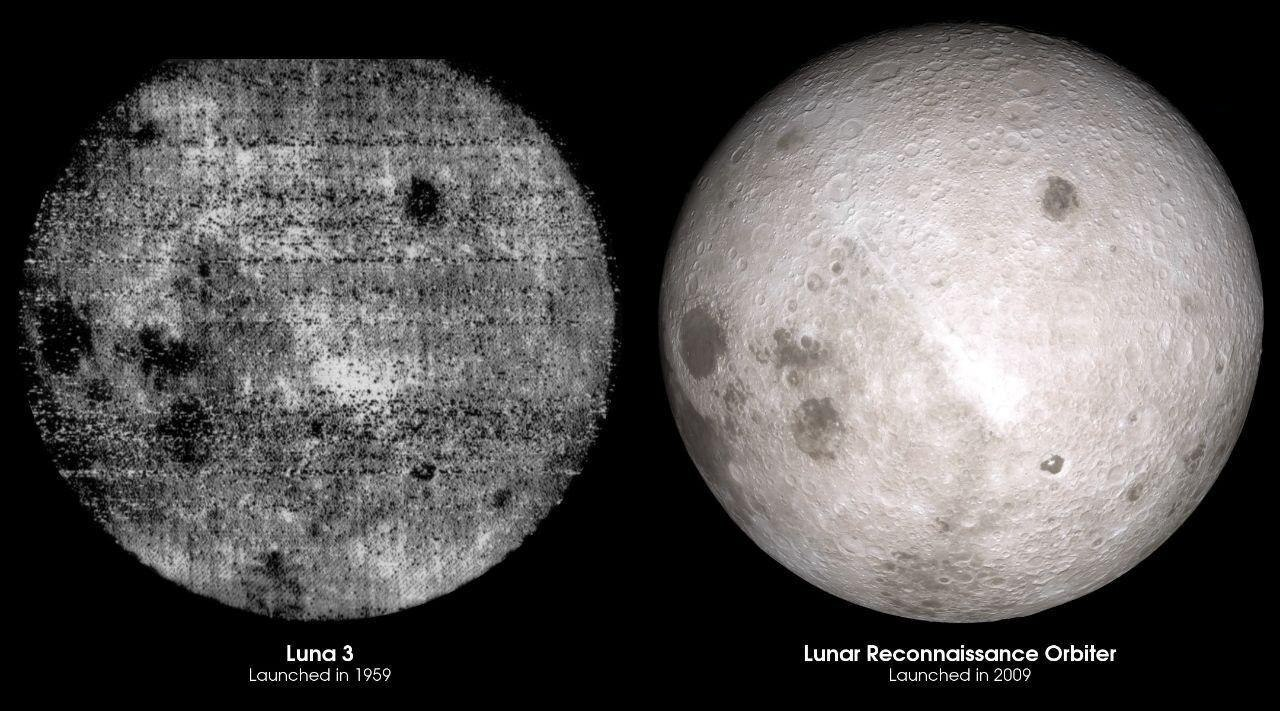 Luna 3
Launched in 1959
Lunar Reconnaissance Orbiter
Launched in 2009